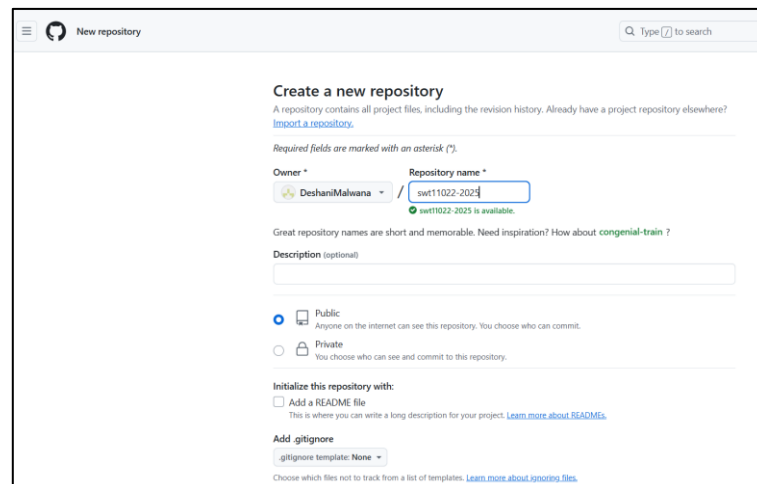 New repository
Type / to search
Create a new repository
A repository contains all project files, including the revision history. Already have a project repository elsewhere?
Import a repository.
Required fields are marked with an asterisk (*).
Owner *
Repository name *
DeshaniMalwana / swt11022-2025
swt11022-2025 is available.
Great repository names are short and memorable. Need inspiration? How about congenial-train ?
Description (optional)
Public
Anyone on the internet can see this repository. You choose who can commit.
Private
You choose who can see and commit to this repository.
Initialize this repository with:
Add a README file
This is where you can write a long description for your project. Learn more about READMEs.
Add .gitignore
.gitignore template: None
Choose which files not to track from a list of templates. Learn more about ignoring files.